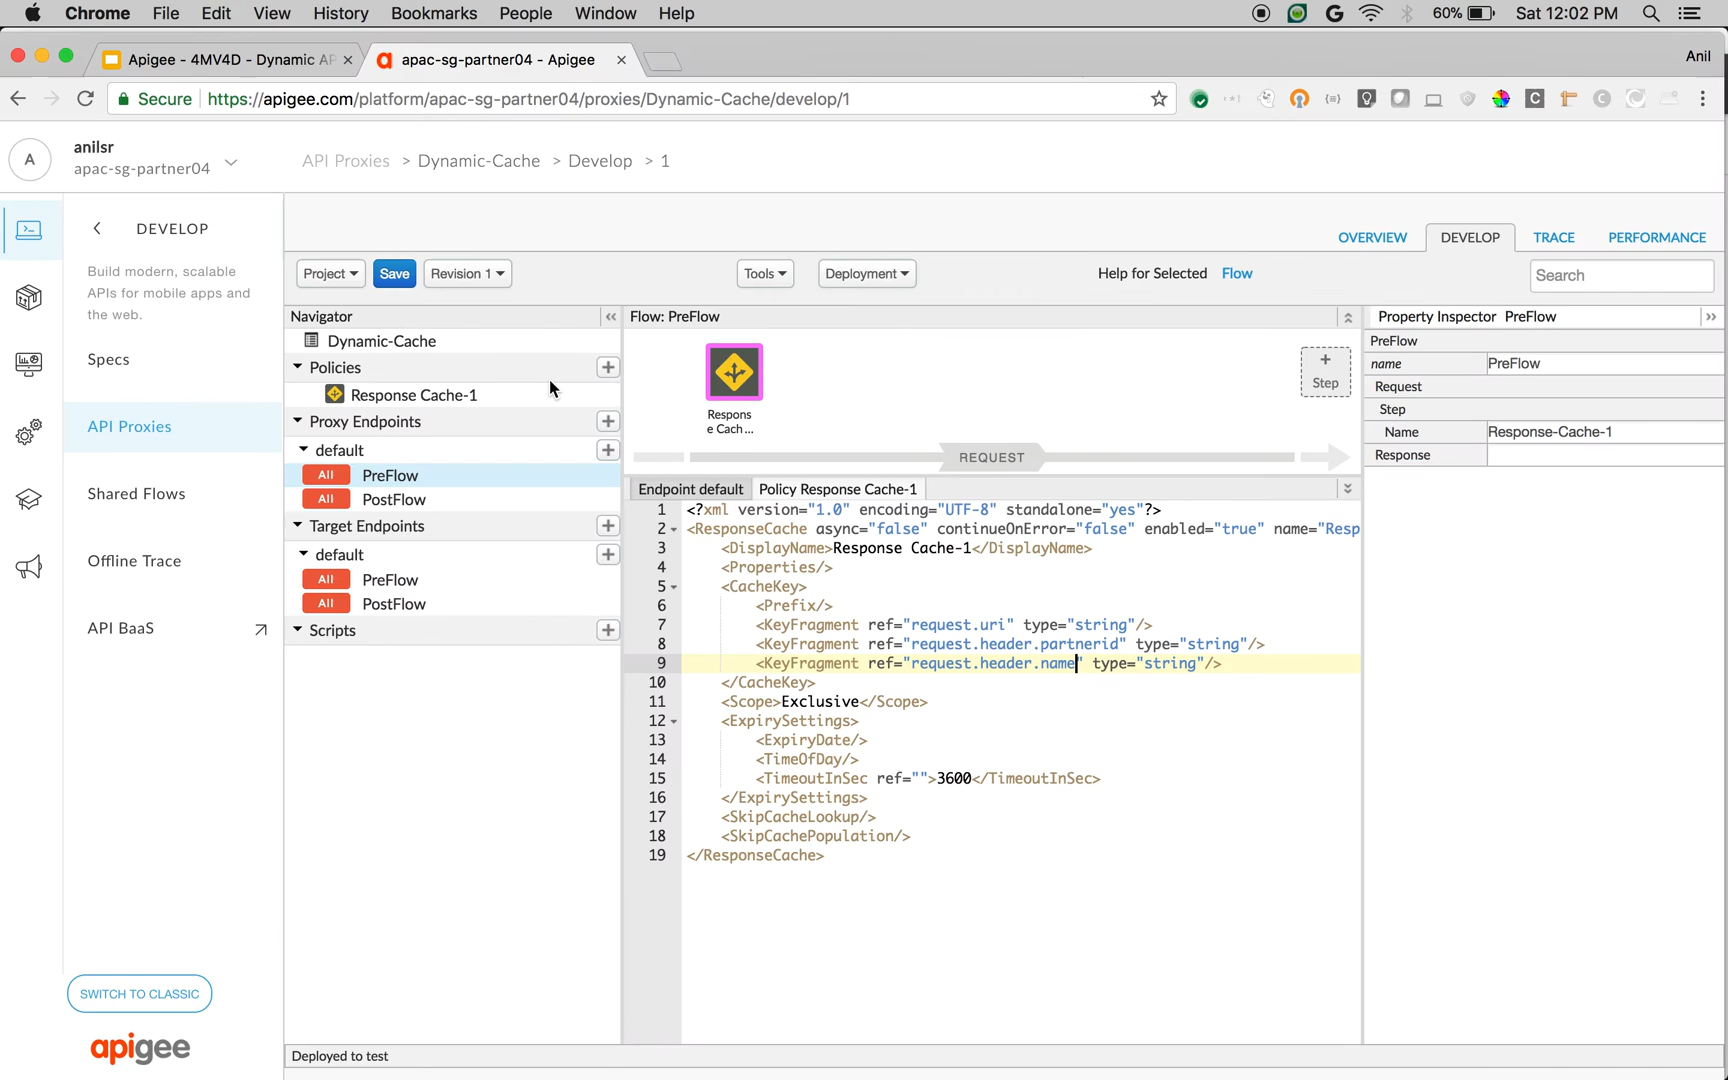 Chrome File Edit View History Bookmarks People Window Help 60% Sat 12:02 PM
Apigee - 4MV4D - Dynamic AP × apac-sg-partner04 - Apigee × Anil
Secure https://apigee.com/platform/apac-sg-partner04/proxies/Dynamic-Cache/develop/1
A anilsr
apac-sg-partner04
API Proxies > Dynamic-Cache > Develop > 1
DEVELOP
Build modern, scalable
APIs for mobile apps and
the web.
Specs
API Proxies
Shared Flows
Offline Trace
API BaaS
SWITCH TO CLASSIC
apigee
OVERVIEW DEVELOP TRACE PERFORMANCE
Project Save Revision 1 Tools Deployment Help for Selected Flow Search
Navigator
Dynamic-Cache
Policies
Response Cache-1
Proxy Endpoints
default
All PreFlow
All PostFlow
Target Endpoints
default
All PreFlow
All PostFlow
Scripts
Flow: PreFlow
Respons
e Cach ...
+
Step
REQUEST
Endpoint default Policy Response Cache-1
1 <?xml version="1.0" encoding="UTF-8" standalone="yes"?>
2 <ResponseCache async="false" continueOnError="false" enabled="true" name="Resp
3 <DisplayName>Response Cache-1</DisplayName>
4 <Properties/>
5 <CacheKey>
6 <Prefix/>
7 <KeyFragment ref="request.uri" type="string"/>
8 <KeyFragment ref="request.header.partnerid" type="string"/>
9 <KeyFragment ref="request.header.name" type="string"/>
10 </CacheKey>
11 <Scope>Exclusive</Scope>
12 <ExpirySettings>
13 <ExpiryDate/>
14 <TimeOfDay/>
15 <TimeoutInSec ref="">3600</TimeoutInSec>
16 </ExpirySettings>
17 <SkipCacheLookup/>
18 <SkipCachePopulation/>
19 </ResponseCache>
Property Inspector PreFlow
PreFlow
name PreFlow
Request
Step
Name Response-Cache-1
Response
Deployed to test